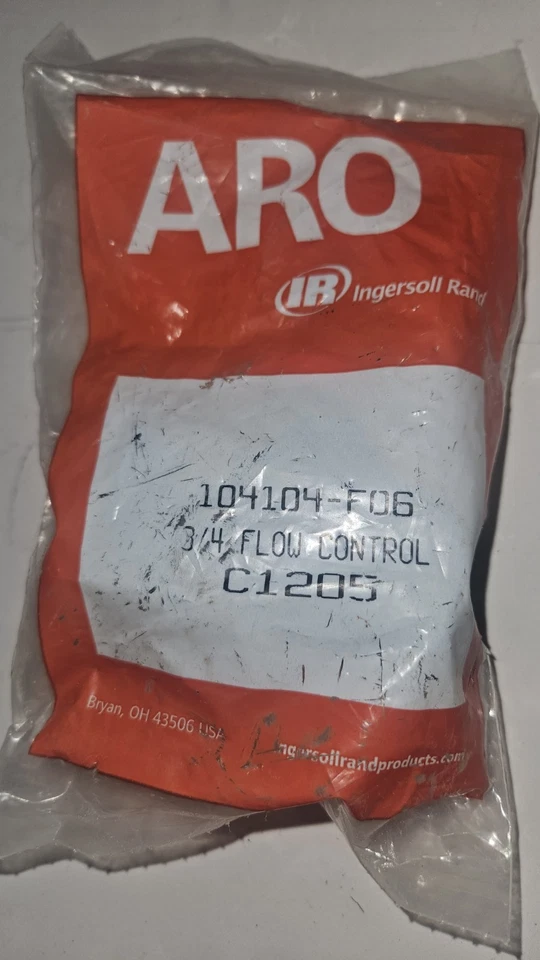 ARO
IR Ingersoll Rand
104104-F06
3/4 FLOW CONTROL
C1205
Bryan, OH 43506 USA
ingersollrandproducts.com